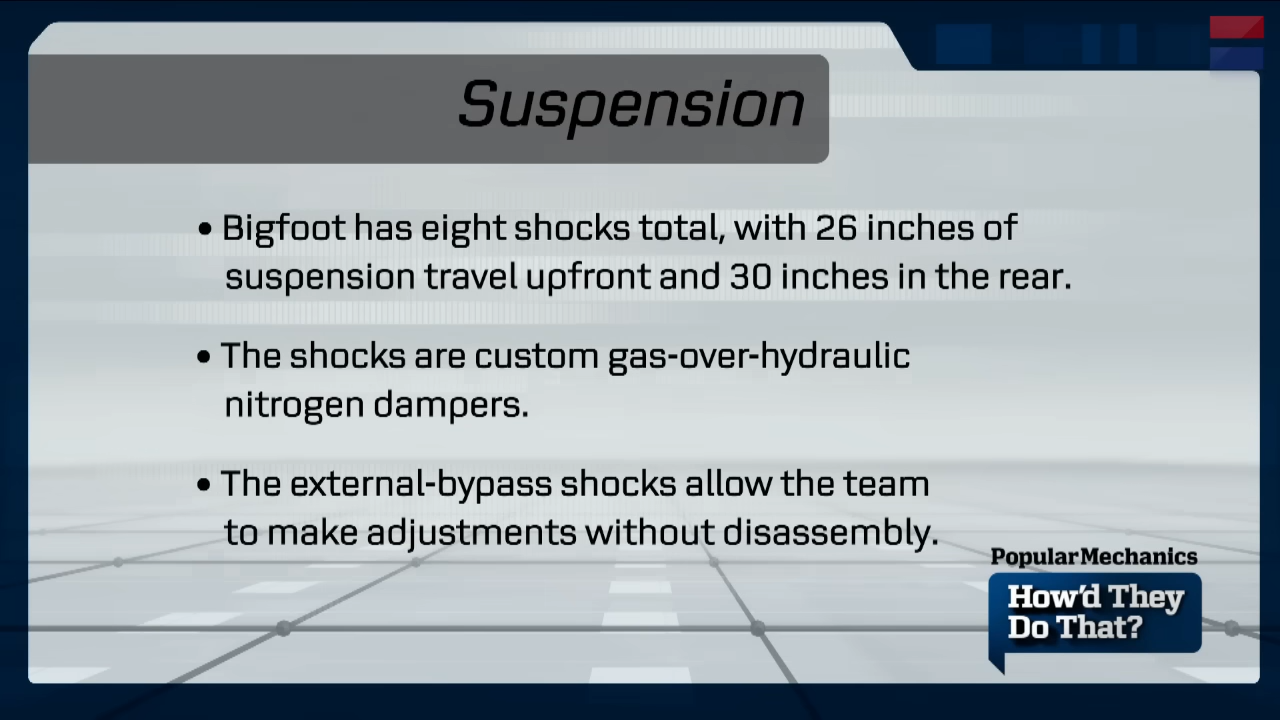 Suspension
• Bigfoot has eight shocks total, with 26 inches of
suspension travel upfront and 30 inches in the rear.
• The shocks are custom gas-over-hydraulic
nitrogen dampers.
• The external-bypass shocks allow the team
to make adjustments without disassembly.
Popular Mechanics
How'd They
Do That?